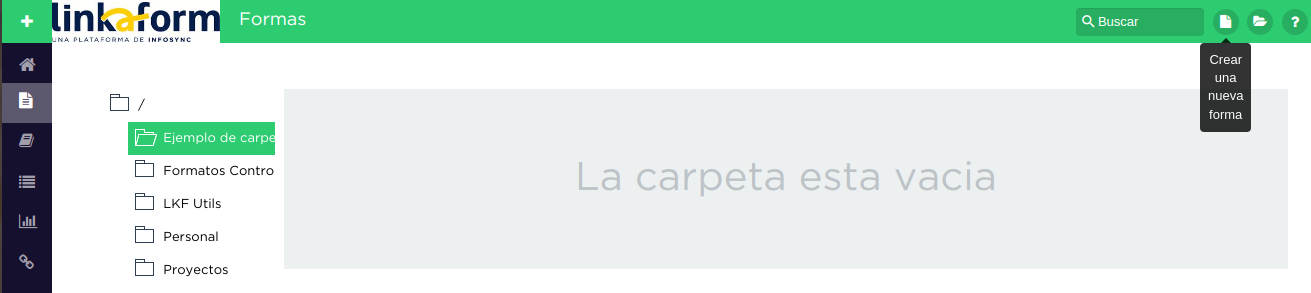 linkaform
UNA PLATAFORMA DE INFOSYNC
Formas
Buscar
?
Crear
una
nueva
forma
/
Ejemplo de carpe
Formatos Contro
LKF Utils
Personal
Proyectos
La carpeta esta vacia